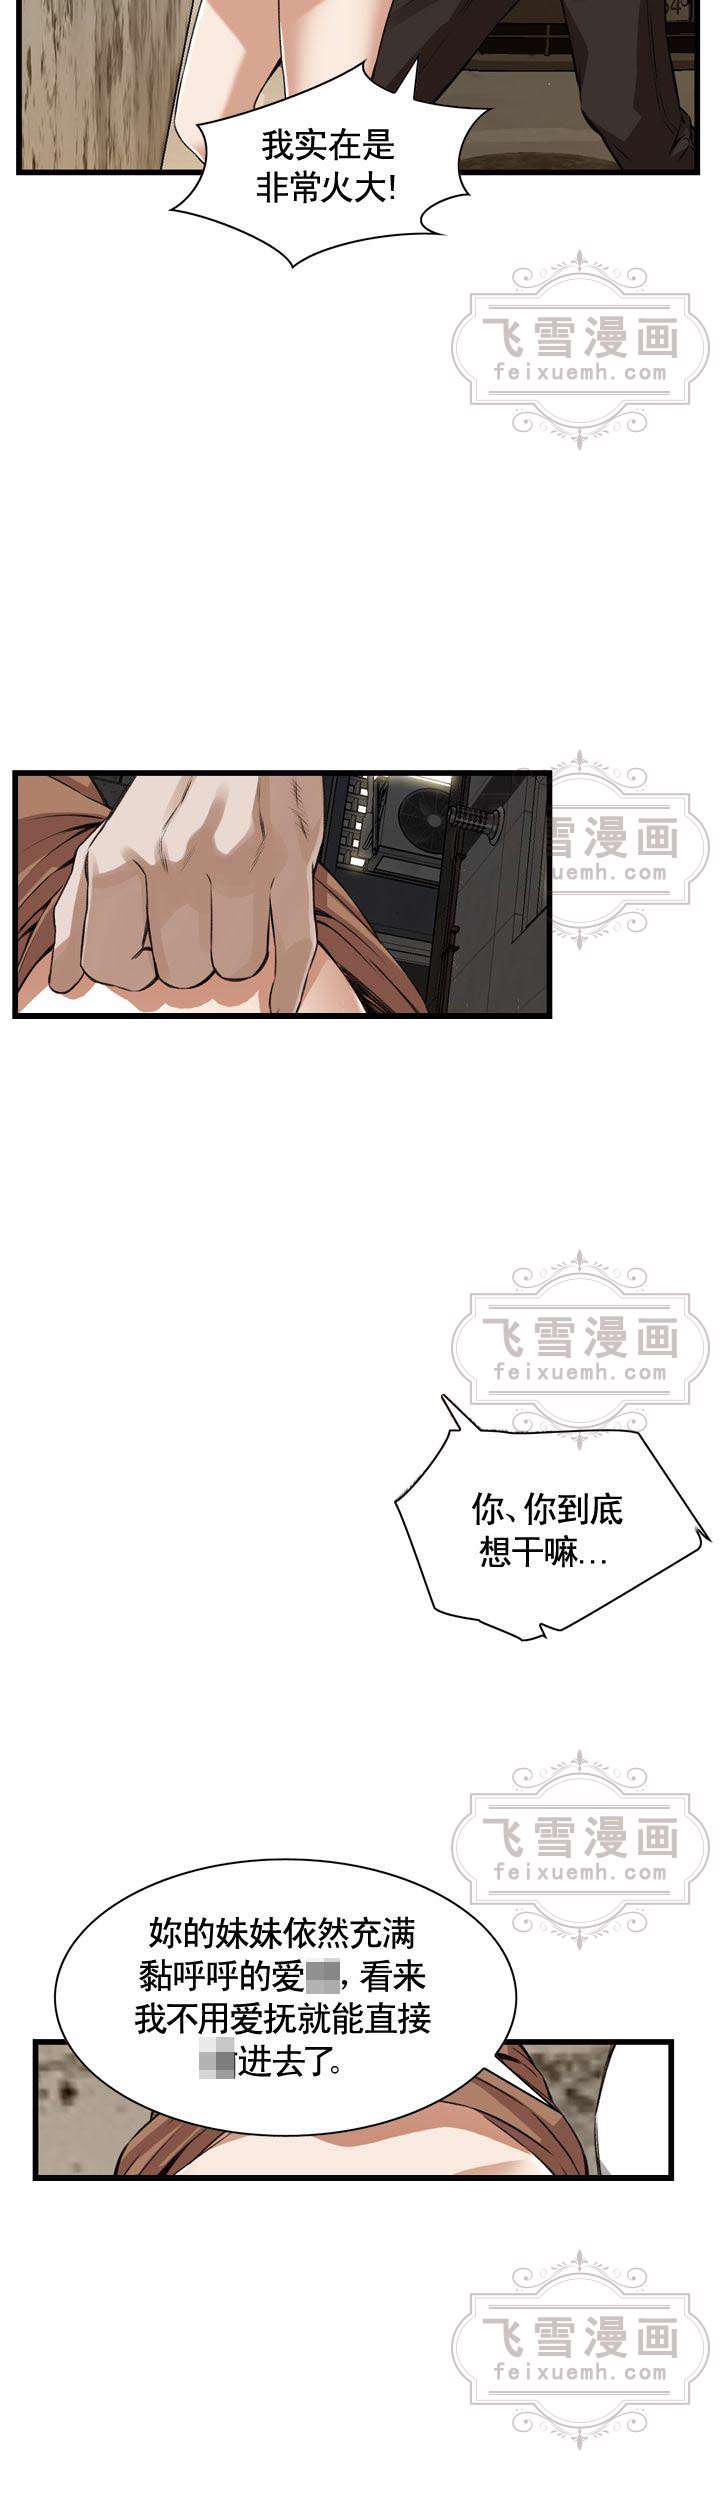 我实在是
非常火大!
飞雪漫画
feixuemh.com
雪漫画
uemh.com
飞雪漫画
feixuemh.com
你、你到底
想干嘛...
飞雪漫画
feixuemh.com
妳的妹妹依然充满
黏呼呼的爱，看来
我不用爱抚就能直接
进去了。
飞雪漫画
feixuemh.com